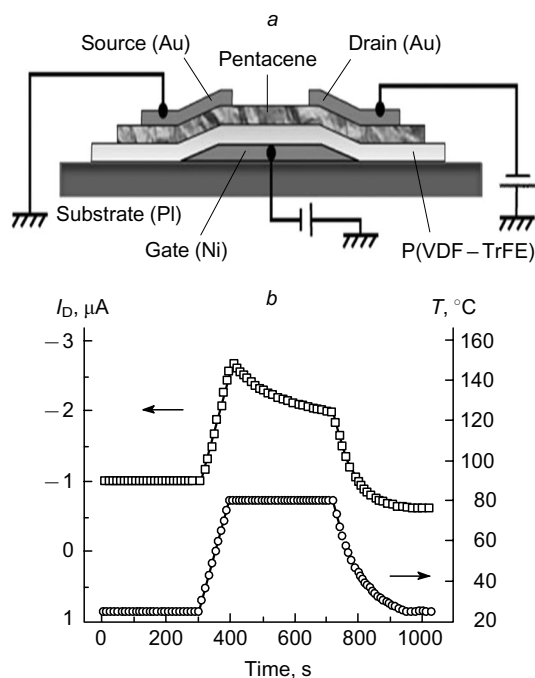 a
Source (Au)
Drain (Au)
Pentacene
Substrate (Pl)
Gate (Ni)
P(VDF – TrFE)
b
I_D, μA
T, °C
– 3
– 2
– 1
0
1
160
140
120
100
80
60
40
20
0 200 400 600 800 1000
Time, s